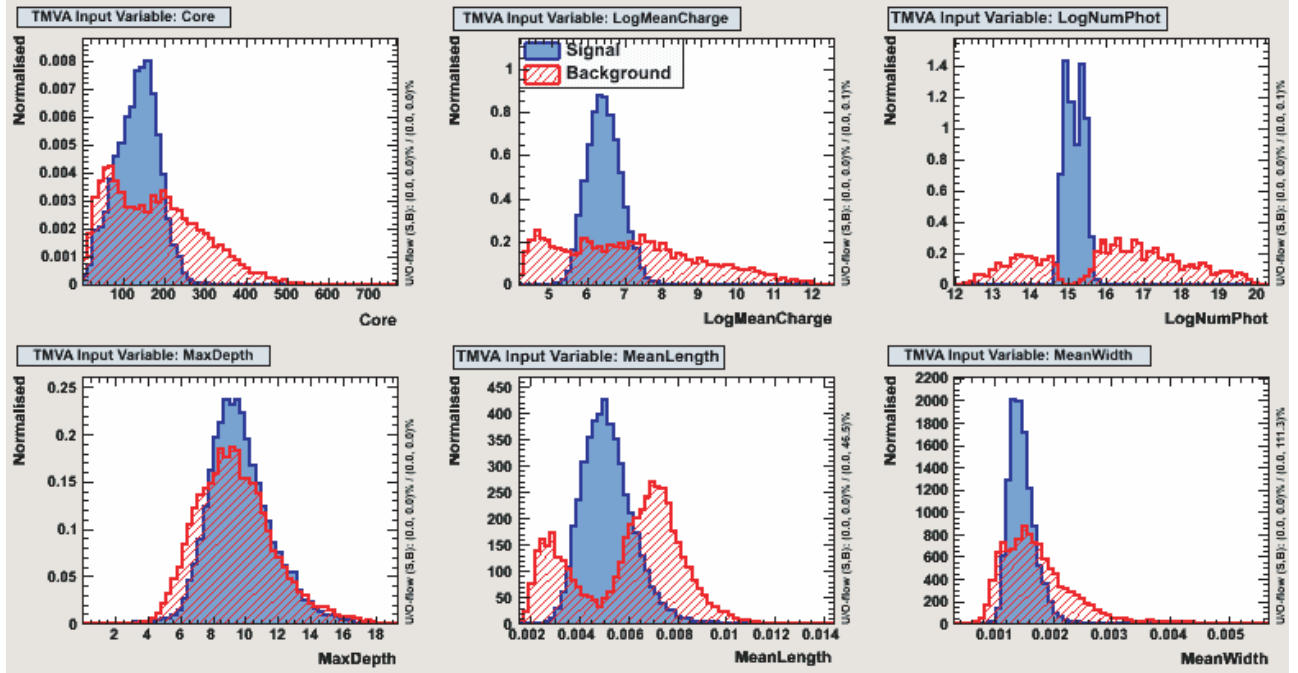 TMVA Input Variable: Core
Normalised
0.008
0.007
0.006
0.005
0.004
0.003
0.002
0.001
0
100 200 300 400 500 600 700
Core
U/O-flow (S,B): (0.0, 0.0)% / (0.0, 0.0)%
TMVA Input Variable: LogMeanCharge
Normalised
Signal
Background
1
0.8
0.6
0.4
0.2
0
5 6 7 8 9 10 11 12
LogMeanCharge
U/O-flow (S,B): (0.0, 0.0)% / (0.0, 0.1)%
TMVA Input Variable: LogNumPhot
Normalised
1.4
1.2
1
0.8
0.6
0.4
0.2
0
12 13 14 15 16 17 18 19 20
LogNumPhot
U/O-flow (S,B): (0.0, 0.0)% / (0.0, 0.1)%
TMVA Input Variable: MaxDepth
Normalised
0.25
0.2
0.15
0.1
0.05
0
2 4 6 8 10 12 14 16 18
MaxDepth
U/O-flow (S,B): (0.0, 0.0)% / (0.0, 0.0)%
TMVA Input Variable: MeanLength
Normalised
450
400
350
300
250
200
150
100
50
0
0.002 0.004 0.006 0.008 0.01 0.012 0.014
MeanLength
U/O-flow (S,B): (0.0, 0.0)% / (0.0, 46.5)%
TMVA Input Variable: MeanWidth
Normalised
2200
2000
1800
1600
1400
1200
1000
800
600
400
200
0
0.001 0.002 0.003 0.004 0.005
MeanWidth
U/O-flow (S,B): (0.0, 0.0)% / (0.0, 111.3)%